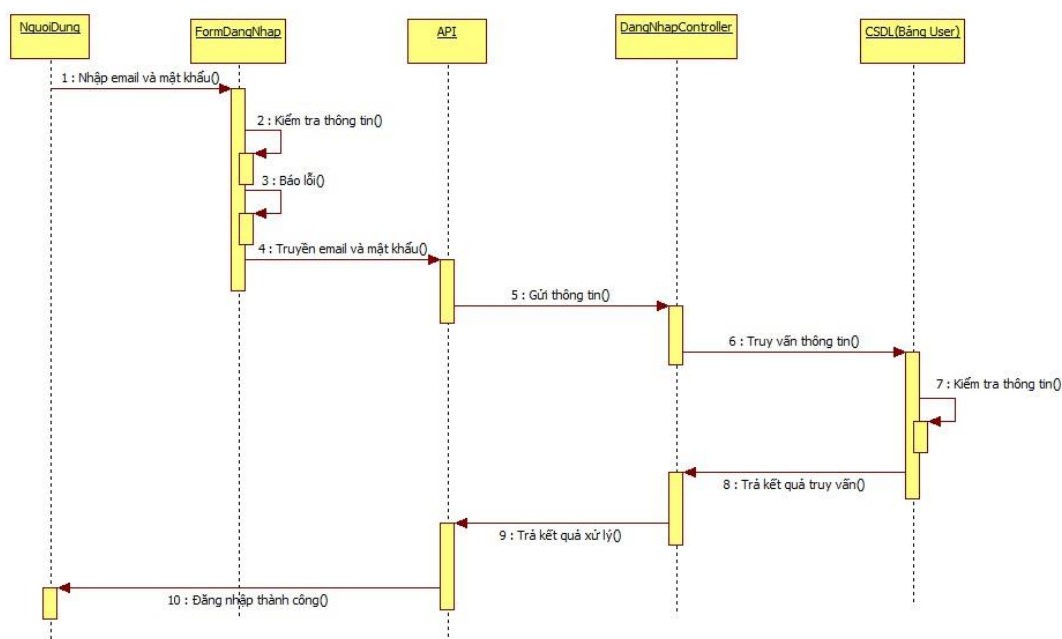 NguoiDung
FormDangNhap
API
DangNhapController
CSDL(Bảng User)
1 : Nhập email và mật khẩu()
2 : Kiểm tra thông tin()
3 : Báo lỗi()
4 : Truyền email và mật khẩu()
5 : Gửi thông tin()
6 : Truy vấn thông tin()
7 : Kiểm tra thông tin()
8 : Trả kết quả truy vấn()
9 : Trả kết quả xử lý()
10 : Đăng nhập thành công()